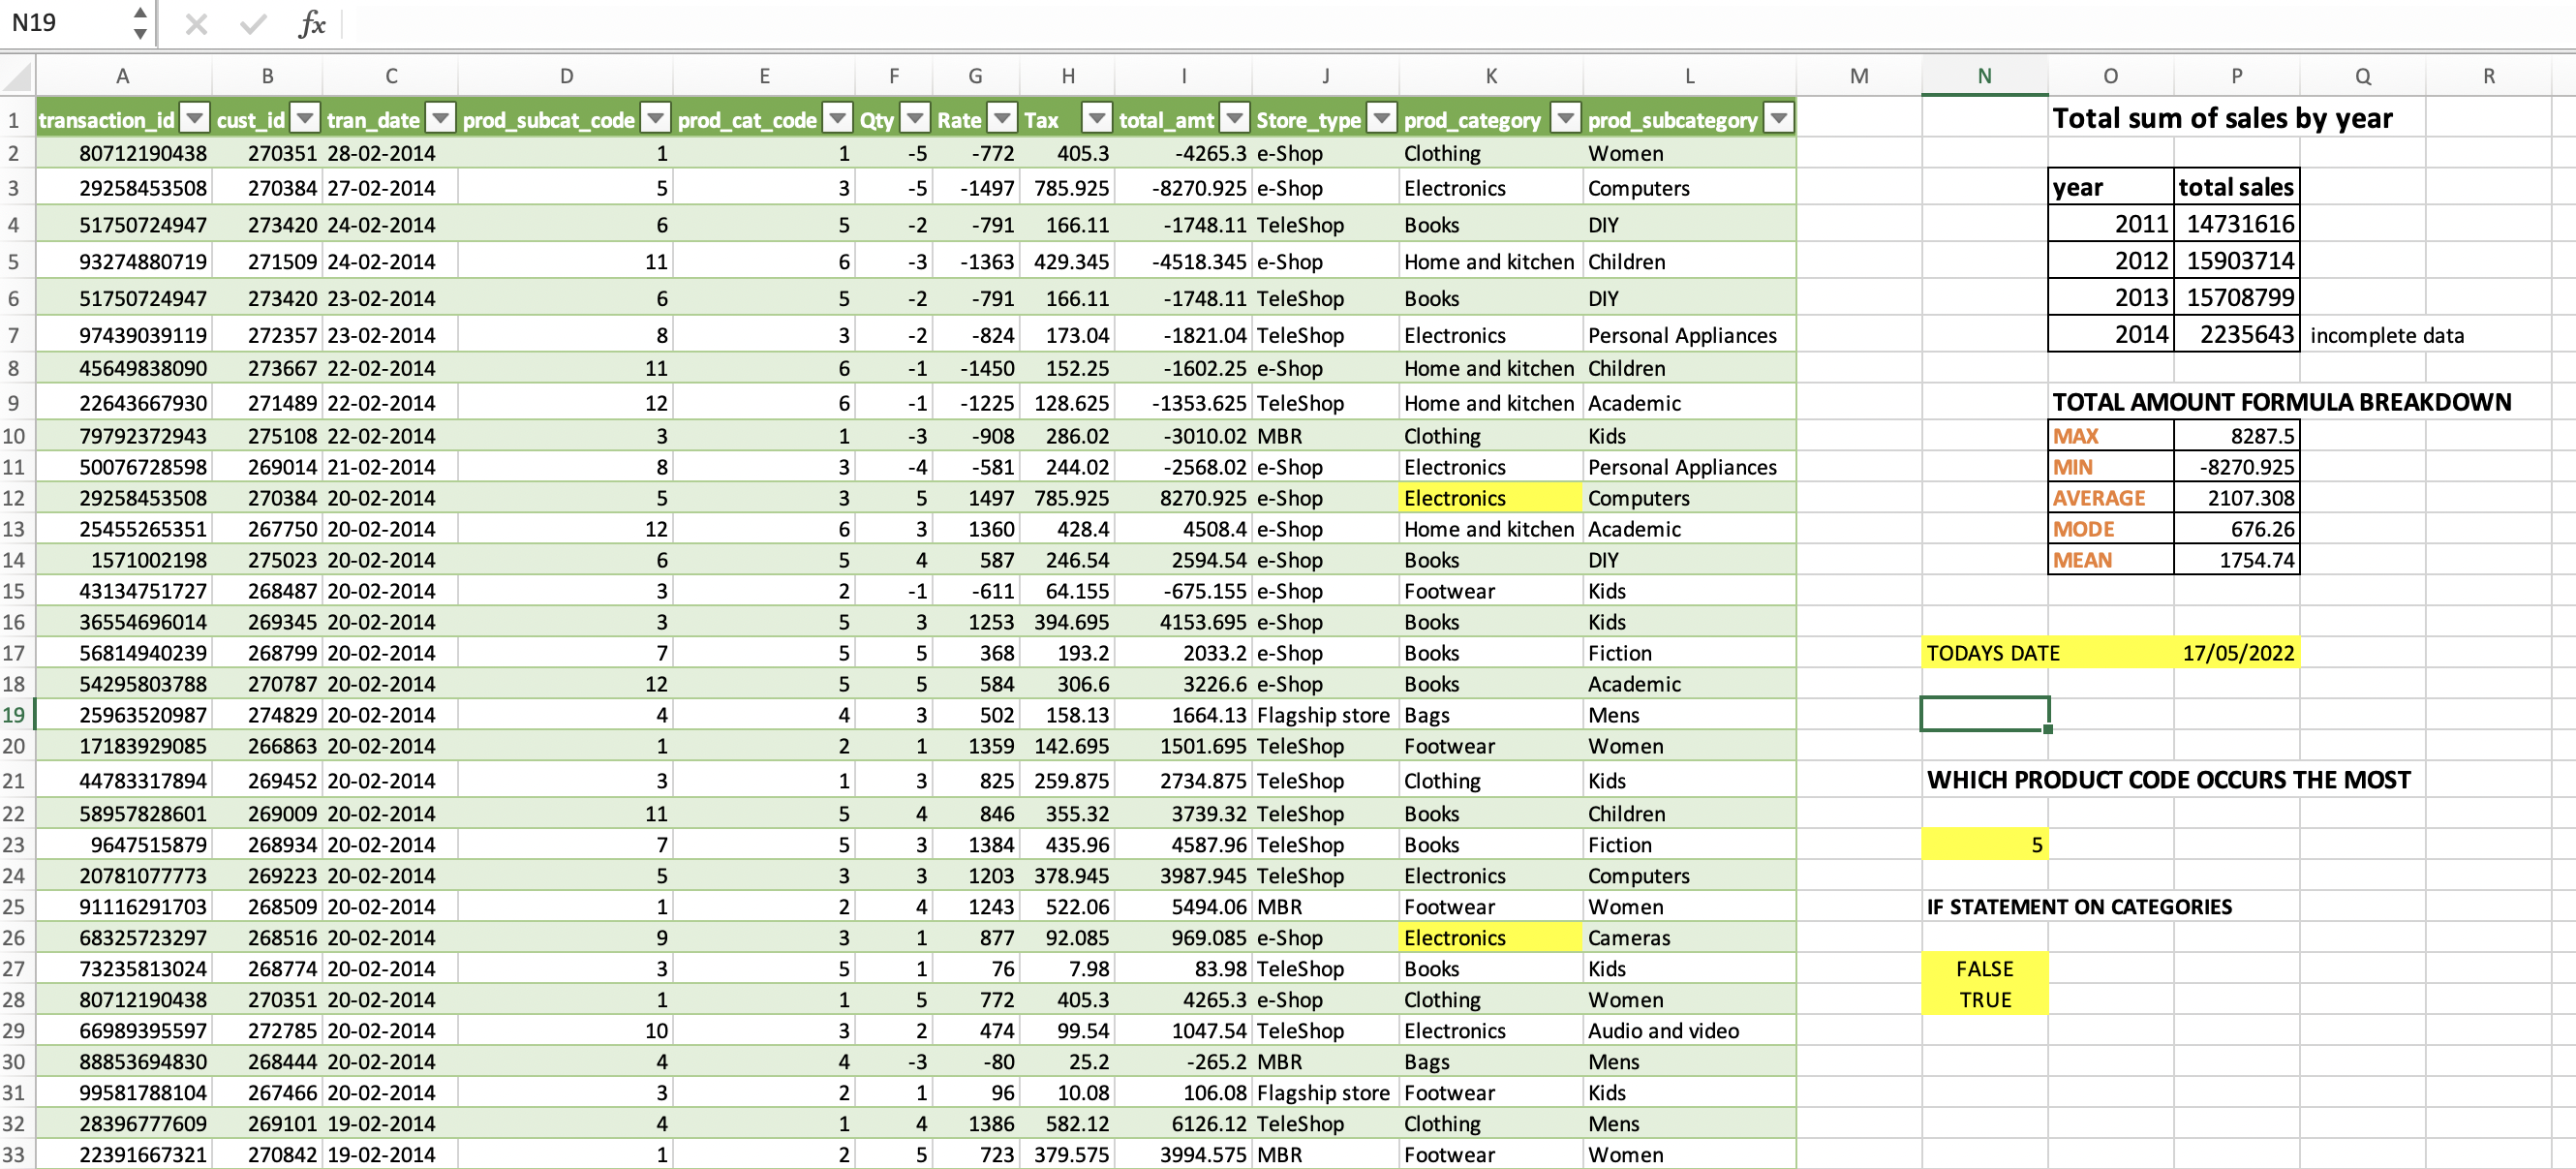 N19 fx
A B C D E F G H I J K L M N O P Q R
1 transaction_id cust_id tran_date prod_subcat_code prod_cat_code Qty Rate Tax total_amt Store_type prod_category prod_subcategory Total sum of sales by year
2 80712190438 270351 28-02-2014 1 1 -5 -772 405.3 -4265.3 e-Shop Clothing Women
3 29258453508 270384 27-02-2014 5 3 -5 -1497 785.925 -8270.925 e-Shop Electronics Computers year total sales
4 51750724947 273420 24-02-2014 6 5 -2 -791 166.11 -1748.11 TeleShop Books DIY 2011 14731616
5 93274880719 271509 24-02-2014 11 6 -3 -1363 429.345 -4518.345 e-Shop Home and kitchen Children 2012 15903714
6 51750724947 273420 23-02-2014 6 5 -2 -791 166.11 -1748.11 TeleShop Books DIY 2013 15708799
7 97439039119 272357 23-02-2014 8 3 -2 -824 173.04 -1821.04 TeleShop Electronics Personal Appliances 2014 2235643 incomplete data
8 45649838090 273667 22-02-2014 11 6 -1 -1450 152.25 -1602.25 e-Shop Home and kitchen Children
9 22643667930 271489 22-02-2014 12 6 -1 -1225 128.625 -1353.625 TeleShop Home and kitchen Academic TOTAL AMOUNT FORMULA BREAKDOWN
10 79792372943 275108 22-02-2014 3 1 -3 -908 286.02 -3010.02 MBR Clothing Kids MAX 8287.5
11 50076728598 269014 21-02-2014 8 3 -4 -581 244.02 -2568.02 e-Shop Electronics Personal Appliances MIN -8270.925
12 29258453508 270384 20-02-2014 5 3 5 1497 785.925 8270.925 e-Shop Electronics Computers AVERAGE 2107.308
13 25455265351 267750 20-02-2014 12 6 3 1360 428.4 4508.4 e-Shop Home and kitchen Academic MODE 676.26
14 1571002198 275023 20-02-2014 6 5 4 587 246.54 2594.54 e-Shop Books DIY MEAN 1754.74
15 43134751727 268487 20-02-2014 3 2 -1 -611 64.155 -675.155 e-Shop Footwear Kids
16 36554696014 269345 20-02-2014 3 5 3 1253 394.695 4153.695 e-Shop Books Kids
17 56814940239 268799 20-02-2014 7 5 5 368 193.2 2033.2 e-Shop Books Fiction TODAYS DATE 17/05/2022
18 54295803788 270787 20-02-2014 12 5 5 584 306.6 3226.6 e-Shop Books Academic
19 25963520987 274829 20-02-2014 4 4 3 502 158.13 1664.13 Flagship store Bags Mens
20 17183929085 266863 20-02-2014 1 2 1 1359 142.695 1501.695 TeleShop Footwear Women
21 44783317894 269452 20-02-2014 3 1 3 825 259.875 2734.875 TeleShop Clothing Kids WHICH PRODUCT CODE OCCURS THE MOST
22 58957828601 269009 20-02-2014 11 5 4 846 355.32 3739.32 TeleShop Books Children
23 9647515879 268934 20-02-2014 7 5 3 1384 435.96 4587.96 TeleShop Books Fiction 5
24 20781077773 269223 20-02-2014 5 3 3 1203 378.945 3987.945 TeleShop Electronics Computers
25 91116291703 268509 20-02-2014 1 2 4 1243 522.06 5494.06 MBR Footwear Women IF STATEMENT ON CATEGORIES
26 68325723297 268516 20-02-2014 9 3 1 877 92.085 969.085 e-Shop Electronics Cameras
27 73235813024 268774 20-02-2014 3 5 1 76 7.98 83.98 TeleShop Books Kids FALSE
28 80712190438 270351 20-02-2014 1 1 5 772 405.3 4265.3 e-Shop Clothing Women TRUE
29 66989395597 272785 20-02-2014 10 3 2 474 99.54 1047.54 TeleShop Electronics Audio and video
30 88853694830 268444 20-02-2014 4 4 -3 -80 25.2 -265.2 MBR Bags Mens
31 99581788104 267466 20-02-2014 3 2 1 96 10.08 106.08 Flagship store Footwear Kids
32 28396777609 269101 19-02-2014 4 1 4 1386 582.12 6126.12 TeleShop Clothing Mens
33 22391667321 270842 19-02-2014 1 2 5 723 379.575 3994.575 MBR Footwear Women